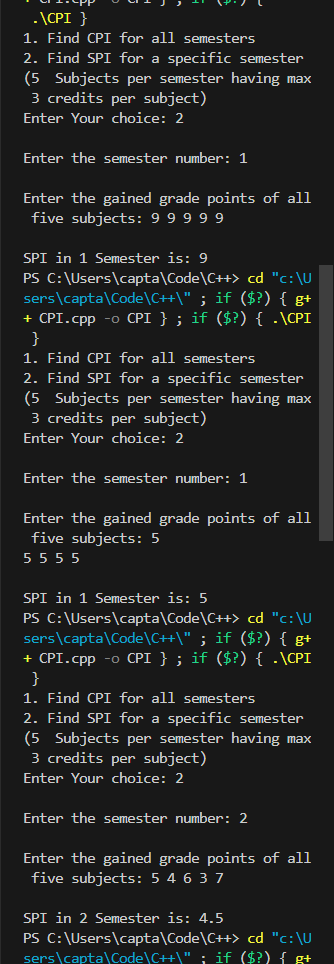 + CPI.cpp -o CPI } ; if ($?) {
.\CPI }
1. Find CPI for all semesters
2. Find SPI for a specific semester
(5  Subjects per semester having max
 3 credits per subject)
Enter Your choice: 2
Enter the semester number: 1
Enter the gained grade points of all
 five subjects: 9 9 9 9 9
SPI in 1 Semester is: 9
PS C:\Users\capta\Code\C++> cd "c:\U
sers\capta\Code\C++\" ; if ($?) { g+
+ CPI.cpp -o CPI } ; if ($?) { .\CPI
 }
1. Find CPI for all semesters
2. Find SPI for a specific semester
(5  Subjects per semester having max
 3 credits per subject)
Enter Your choice: 2
Enter the semester number: 1
Enter the gained grade points of all
 five subjects: 5
5 5 5 5
SPI in 1 Semester is: 5
PS C:\Users\capta\Code\C++> cd "c:\U
sers\capta\Code\C++\" ; if ($?) { g+
+ CPI.cpp -o CPI } ; if ($?) { .\CPI
 }
1. Find CPI for all semesters
2. Find SPI for a specific semester
(5  Subjects per semester having max
 3 credits per subject)
Enter Your choice: 2
Enter the semester number: 2
Enter the gained grade points of all
 five subjects: 5 4 6 3 7
SPI in 2 Semester is: 4.5
PS C:\Users\capta\Code\C++> cd "c:\U
sers\capta\Code\C++\" ; if ($?) { g+